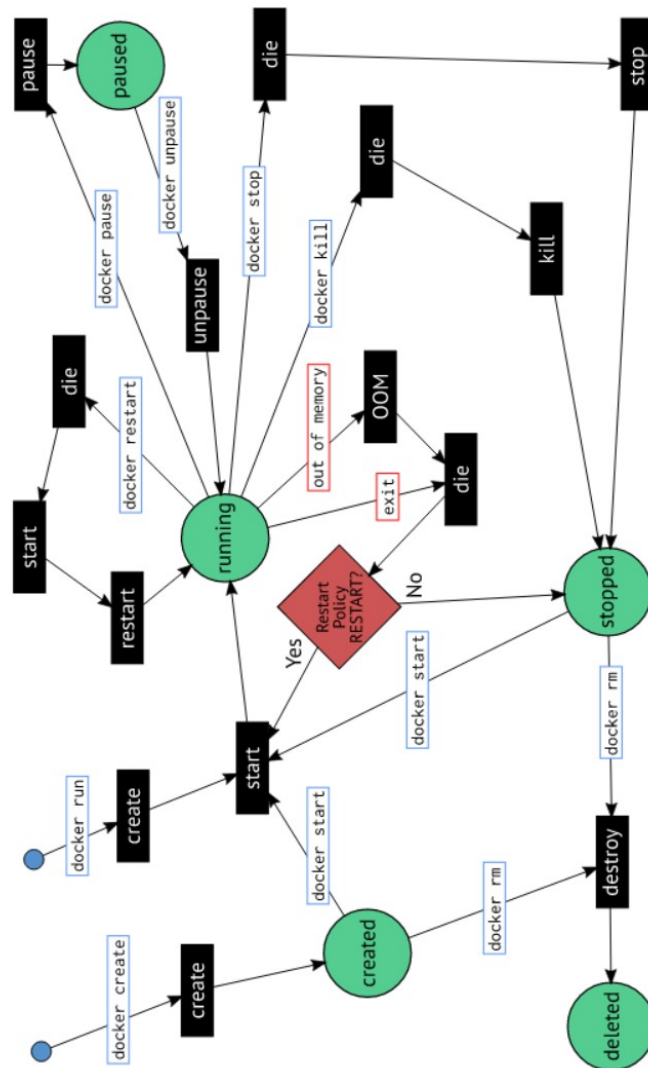 docker create
docker run
start
pause
die
docker pause
create
restart
docker restart
paused
docker unpause
create
unpause
running
start
docker stop
die
Yes
docker start
out of memory
docker kill
Restart
Policy
RESTART?
created
OOM
die
exit
No
docker start
die
docker rm
kill
deleted
destroy
docker rm
stopped
stop